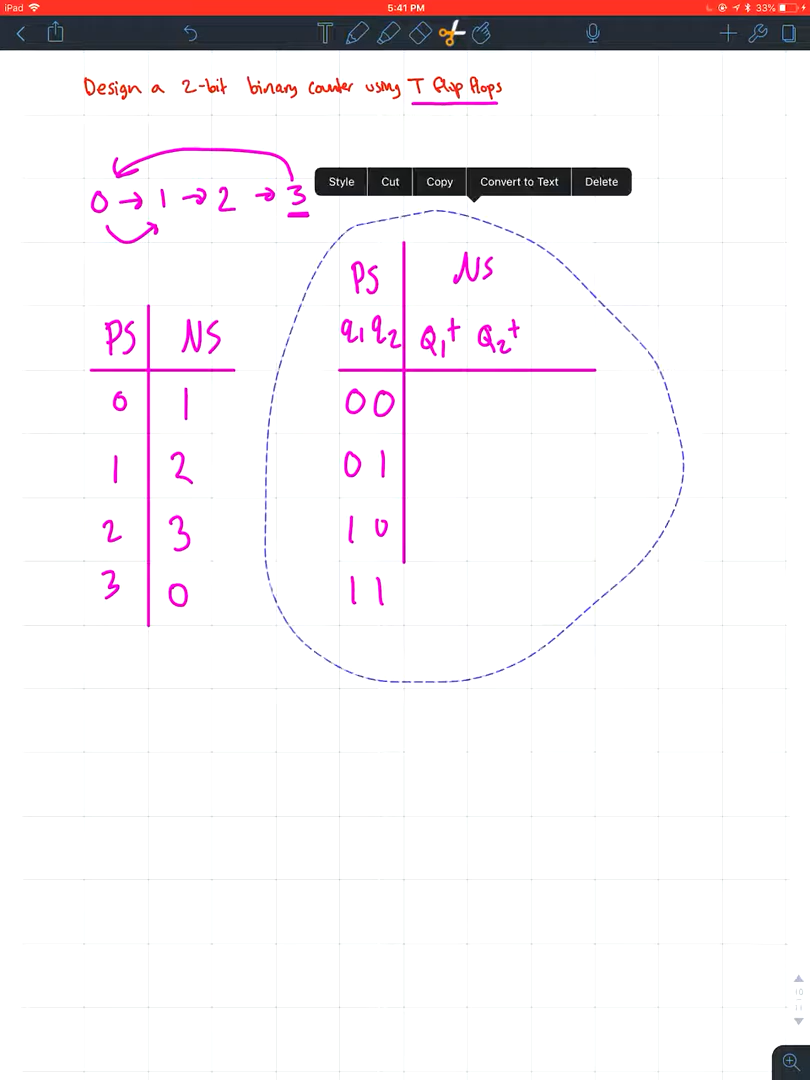 iPad 5:41 PM 33%
T
Design a 2-bit binary counter using T flip flops
Style Cut Copy Convert to Text Delete
0 → 1 → 2 → 3
PS NS
0 1
1 2
2 3
3 0
PS NS
q1 q2 Q1+ Q2+
0 0
0 1
1 0
1 1
10
11